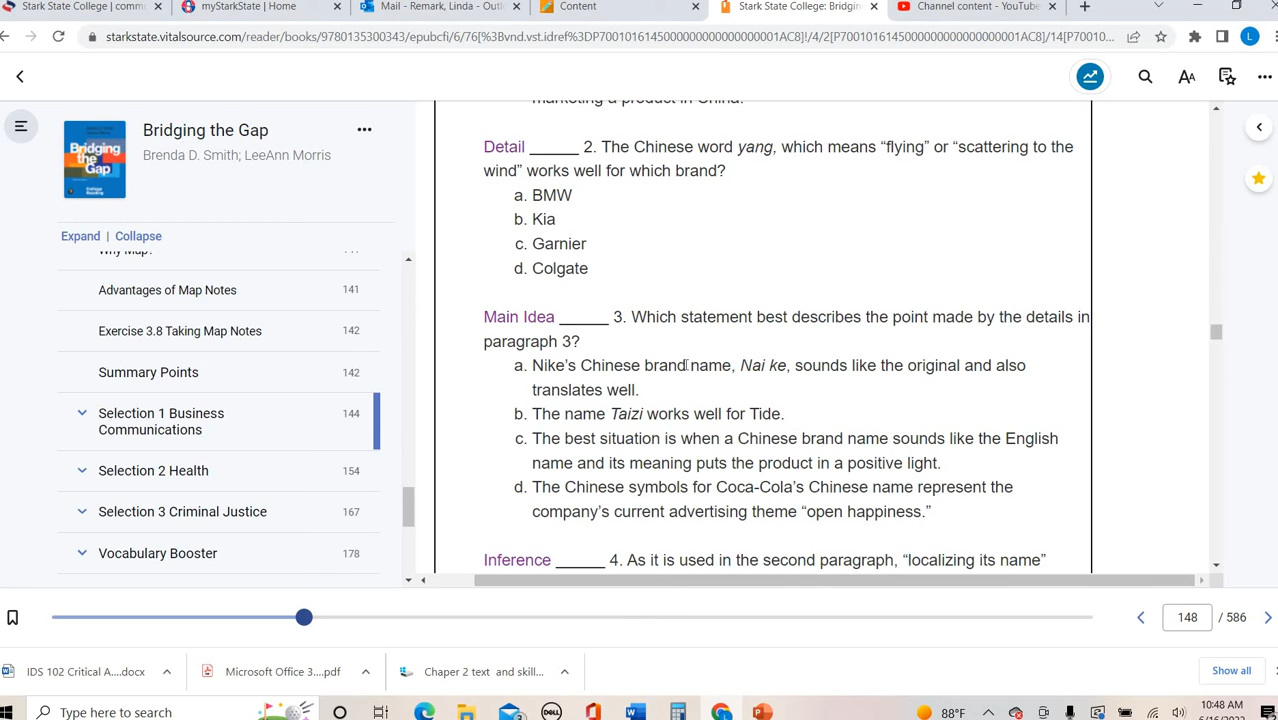 Stark State College | comm
myStarkState | Home
Mail - Remark, Linda - Outl
Content
Stark State College: Bridging
Channel content - YouTube
starkstate.vitalsource.com/reader/books/9780135300343/epubcfi/6/76[%3Bvnd.vst.idref%3DP70010161450000000000000000001AC8]!/4/2[P70010161450000000000000000001AC8]/14[P70010...
L
Bridging the Gap
Brenda D. Smith; LeeAnn Morris
Expand | Collapse
Why Map? 141
Advantages of Map Notes 141
Exercise 3.8 Taking Map Notes 142
Summary Points 142
Selection 1 Business 144
Communications
Selection 2 Health 154
Selection 3 Criminal Justice 167
Vocabulary Booster 178
marketing a product in China.
Detail ______ 2. The Chinese word yang, which means “flying” or “scattering to the
wind” works well for which brand?
a. BMW
b. Kia
c. Garnier
d. Colgate
Main Idea ______ 3. Which statement best describes the point made by the details in
paragraph 3?
a. Nike’s Chinese brand name, Nai ke, sounds like the original and also
translates well.
b. The name Taizi works well for Tide.
c. The best situation is when a Chinese brand name sounds like the English
name and its meaning puts the product in a positive light.
d. The Chinese symbols for Coca-Cola’s Chinese name represent the
company’s current advertising theme “open happiness.”
Inference ______ 4. As it is used in the second paragraph, “localizing its name”
148 / 586
IDS 102 Critical A....docx
Microsoft Office 3....pdf
Chaper 2 text and skill...
Show all
Type here to search
88°F
10:48 AM